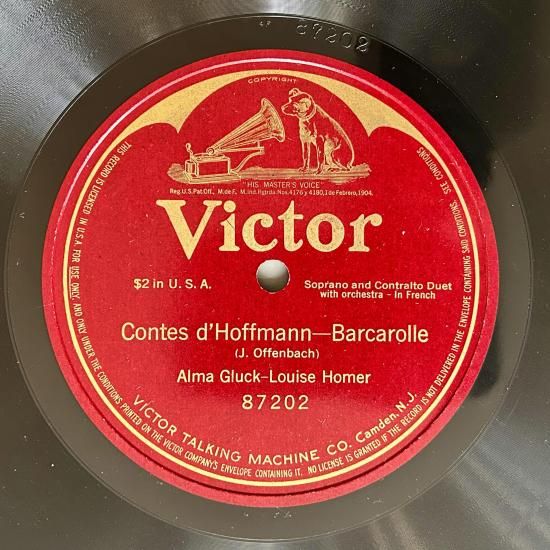 87202
COPYRIGHT
"HIS MASTER'S VOICE"
Reg.U.S.Pat.Off., M.de F., M.Ind.Rgtrda.Nos.4176 y 4180,1 de Febrero,1904.
Victor
$2 in U.S.A.
Soprano and Contralto Duet
with orchestra - In French
Contes d'Hoffmann—Barcarolle
(J. Offenbach)
Alma Gluck-Louise Homer
87202
VICTOR TALKING MACHINE CO. Camden, N.J.
THIS RECORD IS LICENSED IN U.S.A. FOR USE ONLY, AND ONLY UNDER THE CONDITIONS PRINTED ON THE VICTOR COMPANY'S ENVELOPE CONTAINING IT. NO LICENSE IS GRANTED IF THE RECORD IS NOT DELIVERED IN THE ENVELOPE CONTAINING SAID CONDITIONS.
SEE CONDITIONS